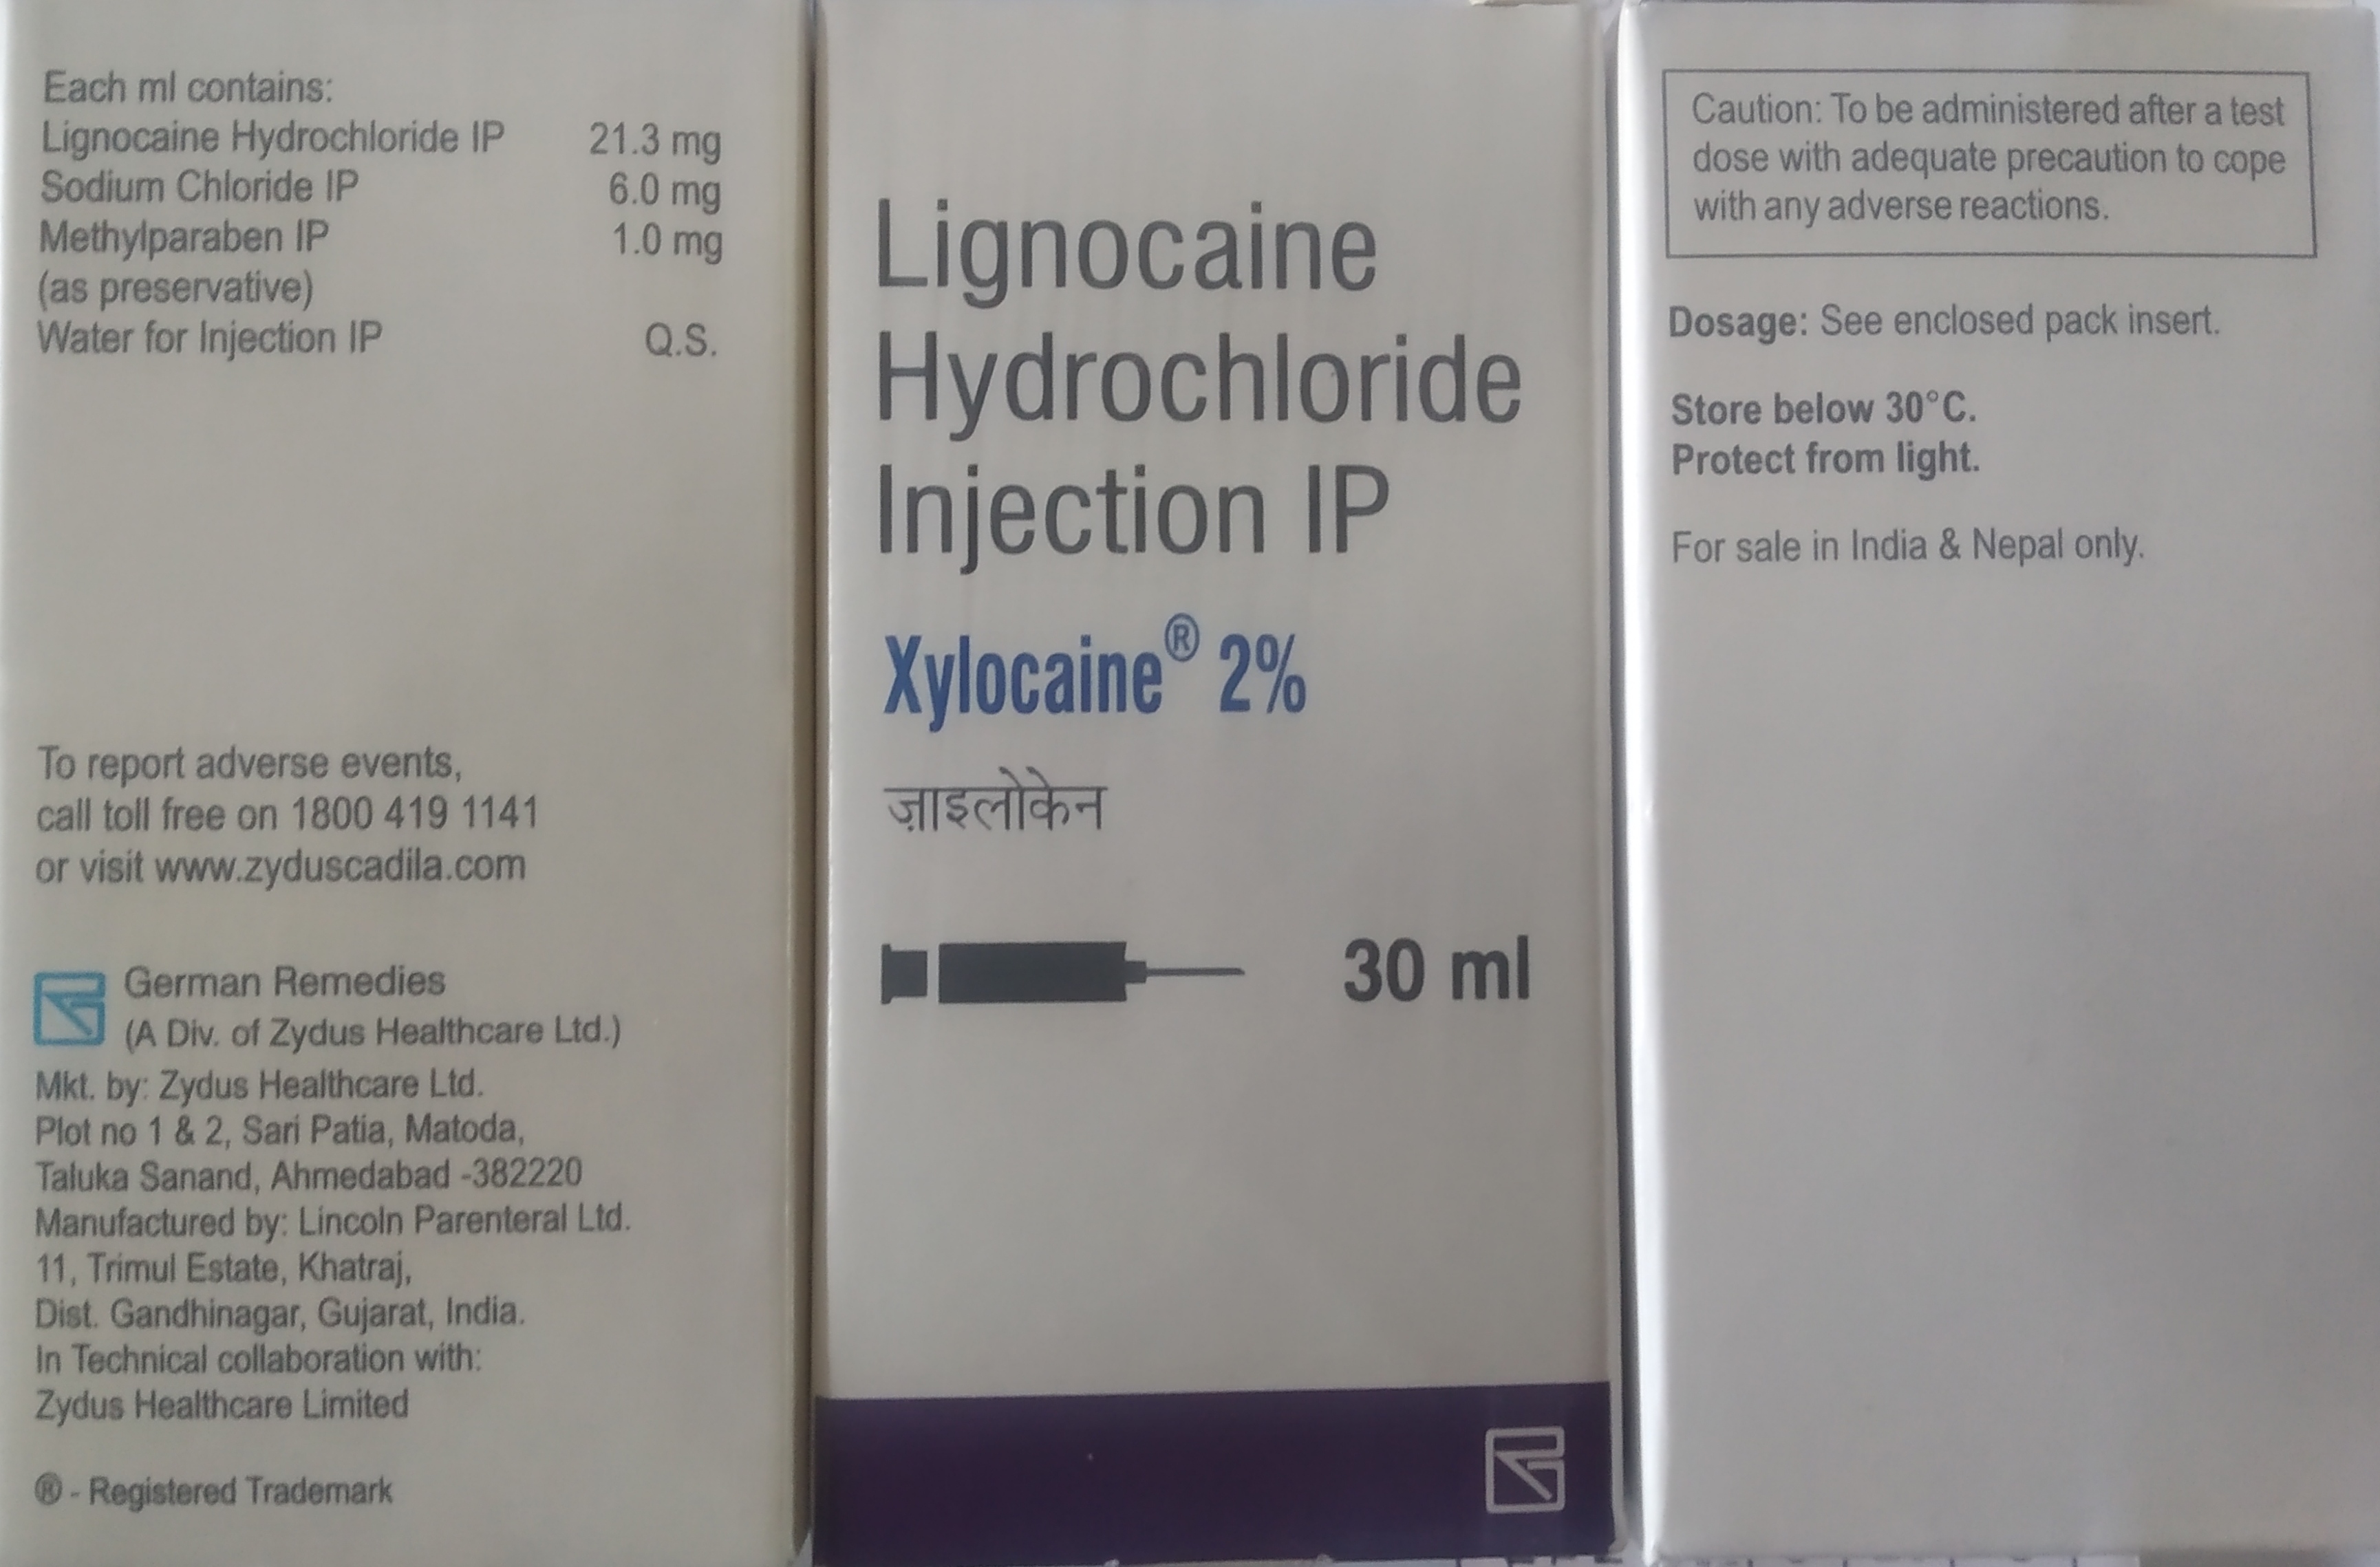 Each ml contains:
Lignocaine Hydrochloride IP 21.3 mg
Sodium Chloride IP 6.0 mg
Methylparaben IP 1.0 mg
(as preservative)
Water for Injection IP Q.S.
To report adverse events,
call toll free on 1800 419 1141
or visit www.zyduscadila.com
German Remedies
(A Div. of Zydus Healthcare Ltd.)
Mkt. by: Zydus Healthcare Ltd.
Plot no 1 & 2, Sari Patia, Matoda,
Taluka Sanand, Ahmedabad -382220
Manufactured by: Lincoln Parenteral Ltd.
11, Trimul Estate, Khatraj,
Dist. Gandhinagar, Gujarat, India.
In Technical collaboration with:
Zydus Healthcare Limited
® - Registered Trademark
Lignocaine
Hydrochloride
Injection IP
Xylocaine® 2%
ज़ाइलोकेन
30 ml
Caution: To be administered after a test
dose with adequate precaution to cope
with any adverse reactions.
Dosage: See enclosed pack insert.
Store below 30°C.
Protect from light.
For sale in India & Nepal only.